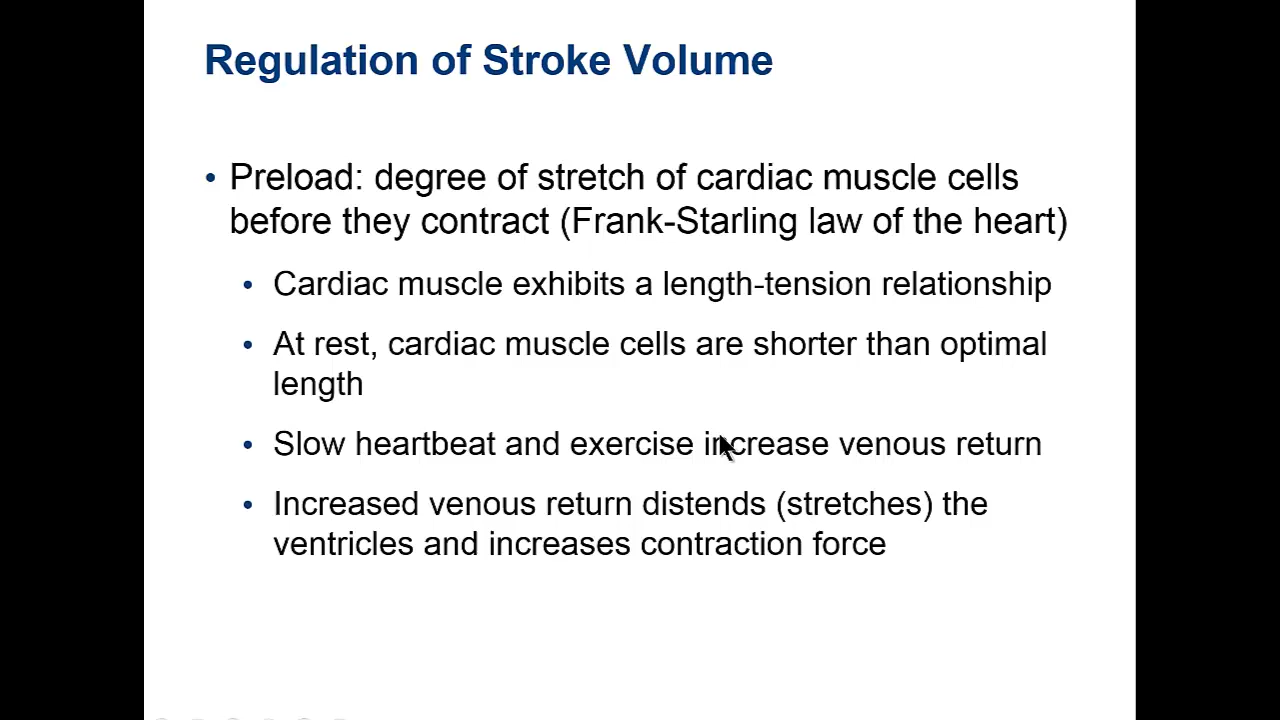 Regulation of Stroke Volume
• Preload: degree of stretch of cardiac muscle cells
before they contract (Frank-Starling law of the heart)
• Cardiac muscle exhibits a length-tension relationship
• At rest, cardiac muscle cells are shorter than optimal
length
• Slow heartbeat and exercise increase venous return
• Increased venous return distends (stretches) the
ventricles and increases contraction force